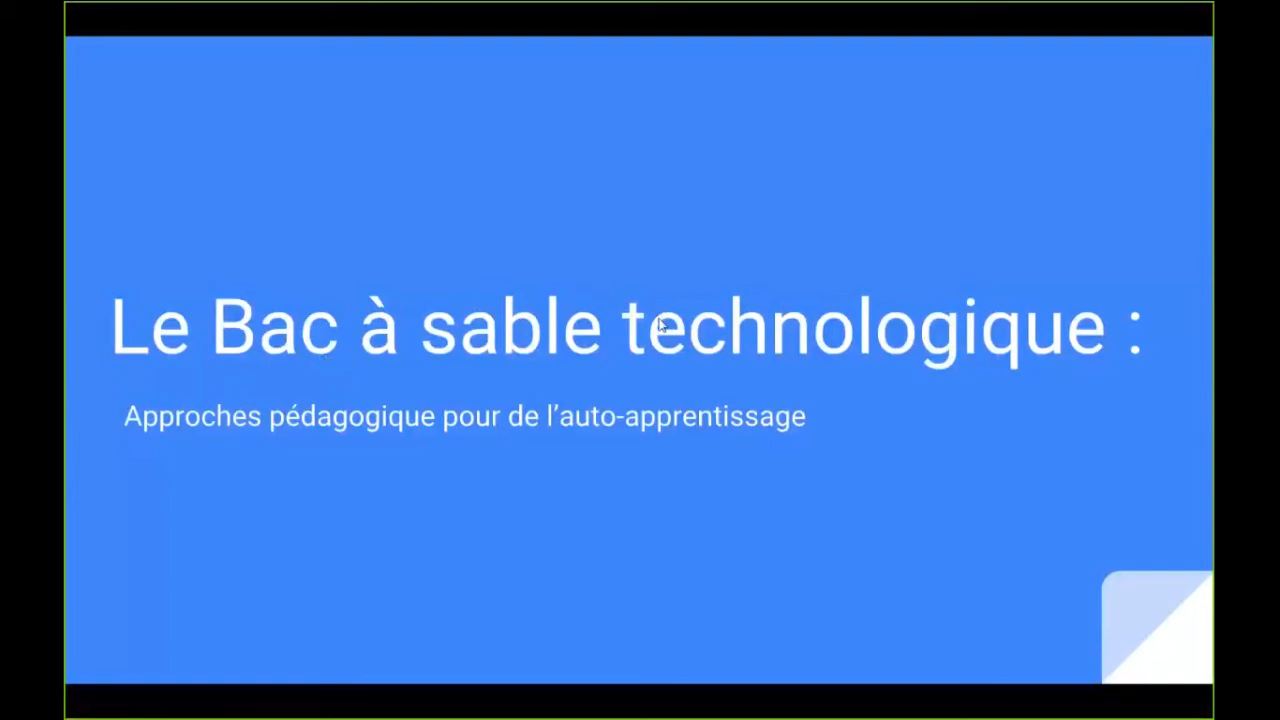 Le Bac à sable technologique :
Approches pédagogique pour de l’auto-apprentissage